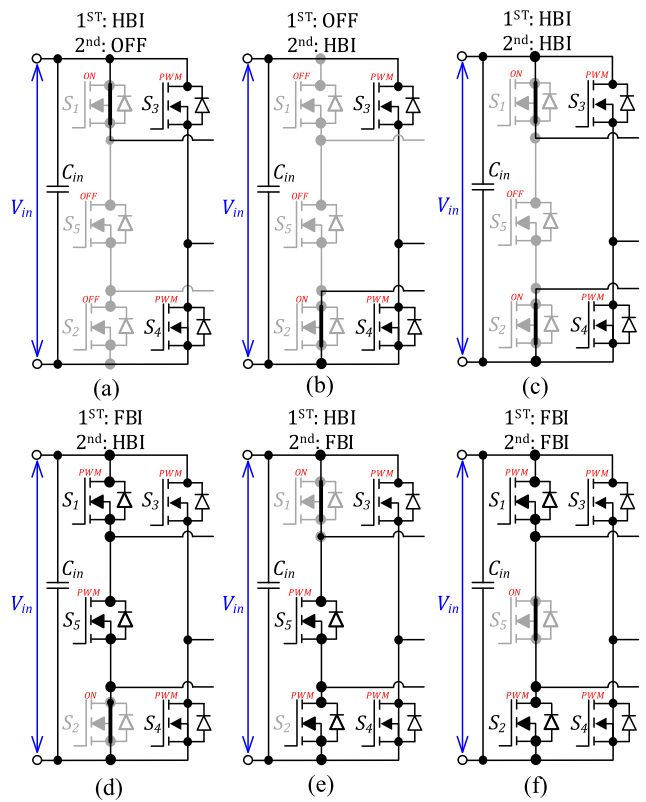 1ST: HBI
2nd: OFF
ON
PWM
S1
S3
Cin
Vin
OFF
S5
OFF
PWM
S2
S4
(a)
1ST: OFF
2nd: HBI
OFF
PWM
S1
S3
Cin
Vin
OFF
S5
ON
PWM
S2
S4
(b)
1ST: HBI
2nd: HBI
ON
PWM
S1
S3
Cin
Vin
OFF
S5
ON
PWM
S2
S4
(c)
1ST: FBI
2nd: HBI
PWM
PWM
S1
S3
Cin
Vin
PWM
S5
ON
PWM
S2
S4
(d)
1ST: HBI
2nd: FBI
ON
PWM
S1
S3
Cin
Vin
PWM
S5
PWM
PWM
S2
S4
(e)
1ST: FBI
2nd: FBI
PWM
PWM
S1
S3
Cin
Vin
ON
S5
PWM
PWM
S2
S4
(f)